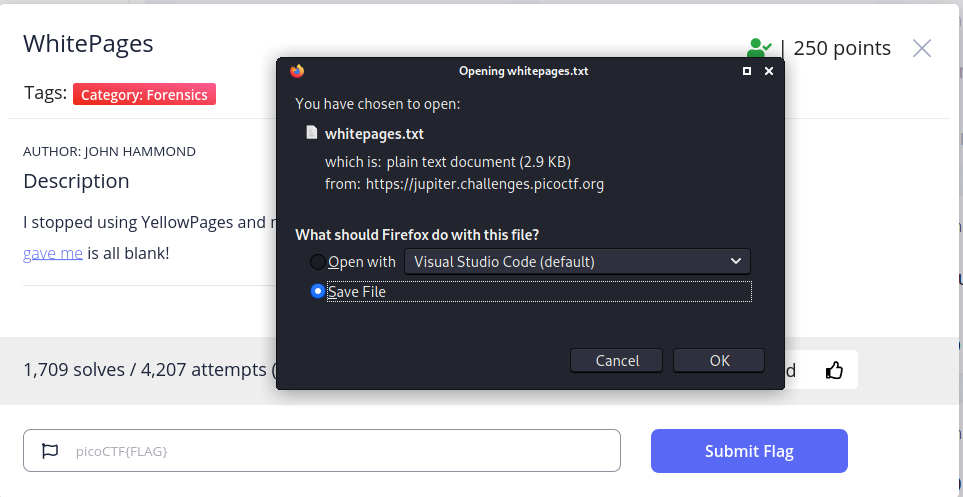 WhitePages
| 250 points
Tags: Category: Forensics
AUTHOR: JOHN HAMMOND
Description
I stopped using YellowPages and
gave me is all blank!
Opening whitepages.txt
You have chosen to open:
whitepages.txt
which is: plain text document (2.9 KB)
from: https://jupiter.challenges.picoctf.org
What should Firefox do with this file?
Open with Visual Studio Code (default)
Save File
Cancel OK
1,709 solves / 4,207 attempts (
picoCTF{FLAG}
Submit Flag